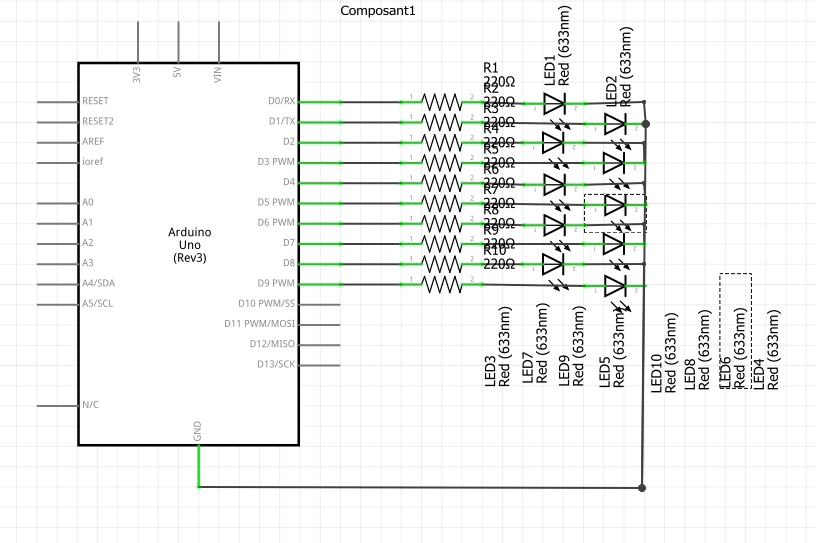 Composant1
3V3
5V
VIN
RESET
RESET2
AREF
ioref
A0
A1
A2
A3
A4/SDA
A5/SCL
N/C
Arduino
Uno
(Rev3)
D0/RX
D1/TX
D2
D3 PWM
D4
D5 PWM
D6 PWM
D7
D8
D9 PWM
D10 PWM/SS
D11 PWM/MOSI
D12/MISO
D13/SCK
GND
R1
220Ω
R2
220Ω
R3
220Ω
R4
220Ω
R5
220Ω
R6
220Ω
R7
220Ω
R8
220Ω
R9
220Ω
R10
220Ω
LED1
Red (633nm)
LED2
Red (633nm)
LED3
Red (633nm)
LED7
Red (633nm)
LED9
Red (633nm)
LED5
Red (633nm)
LED10
Red (633nm)
LED8
Red (633nm)
LED6
Red (633nm)
LED4
Red (633nm)